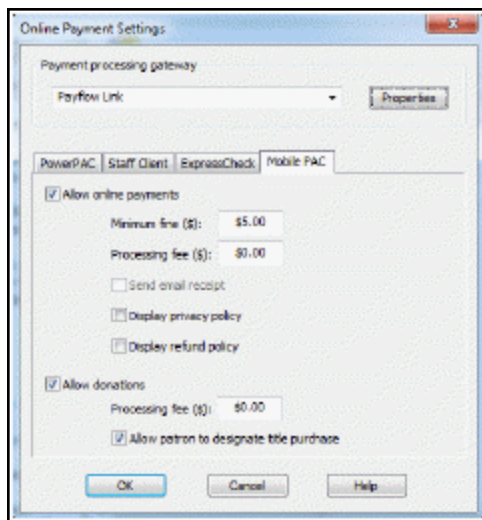 Online Payment Settings
Payment processing gateway
Payflow Link
Properties
PowerPAC Staff Client ExpressCheck Mobile PAC
Allow online payments
Minimum fine ($): $5.00
Processing fee ($): $0.00
Send email receipt
Display privacy policy
Display refund policy
Allow donations
Processing fee ($): $0.00
Allow patron to designate title purchase
OK Cancel Help